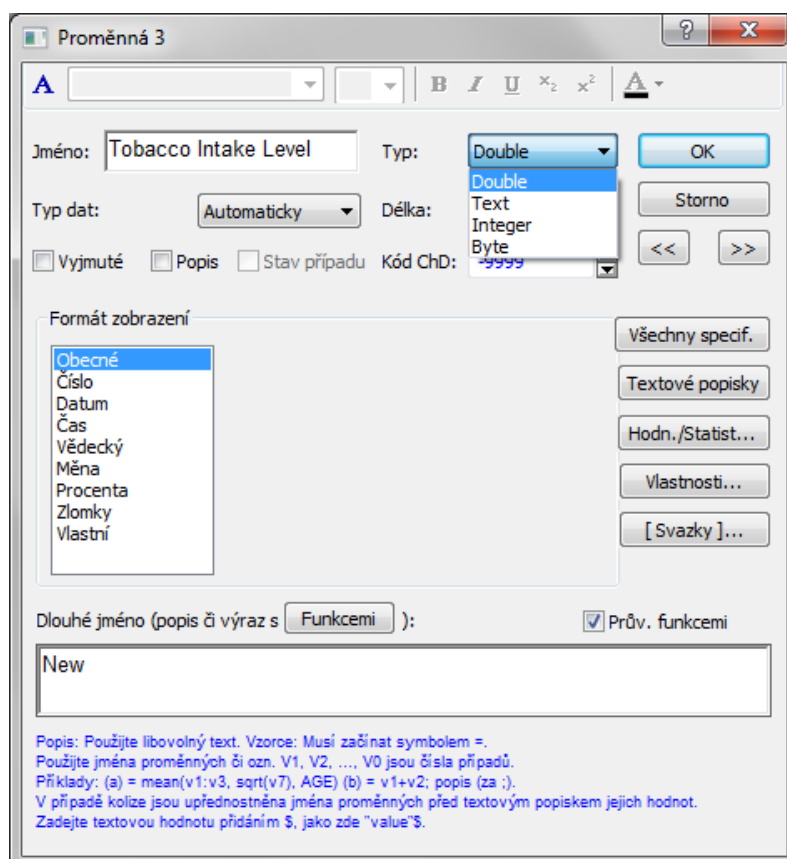 Proměnná 3
A B I U ×₂ ×² A
Jméno: Tobacco Intake Level Typ: Double OK
Double
Text
Integer
Byte
Typ dat: Automaticky Délka: Storno
Vyjmuté Popis Stav případu Kód ChD: -9999 << >>
Formát zobrazení
Obecné
Číslo
Datum
Čas
Vědecký
Měna
Procenta
Zlomky
Vlastní
Všechny specif.
Textové popisky
Hodn./Statist...
Vlastnosti...
[ Svazky ]...
Dlouhé jméno (popis či výraz s Funkcemi ): Prův. funkcemi
New
Popis: Použijte libovolný text. Vzorce: Musí začínat symbolem =.
Použijte jména proměnných či ozn. V1, V2, ..., V0 jsou čísla případů.
Příklady: (a) = mean(v1:v3, sqrt(v7), AGE) (b) = v1+v2; popis (za ;).
V případě kolize jsou upřednostněna jména proměnných před textovým popiskem jejich hodnot.
Zadejte textovou hodnotu přidáním $, jako zde "value"$.